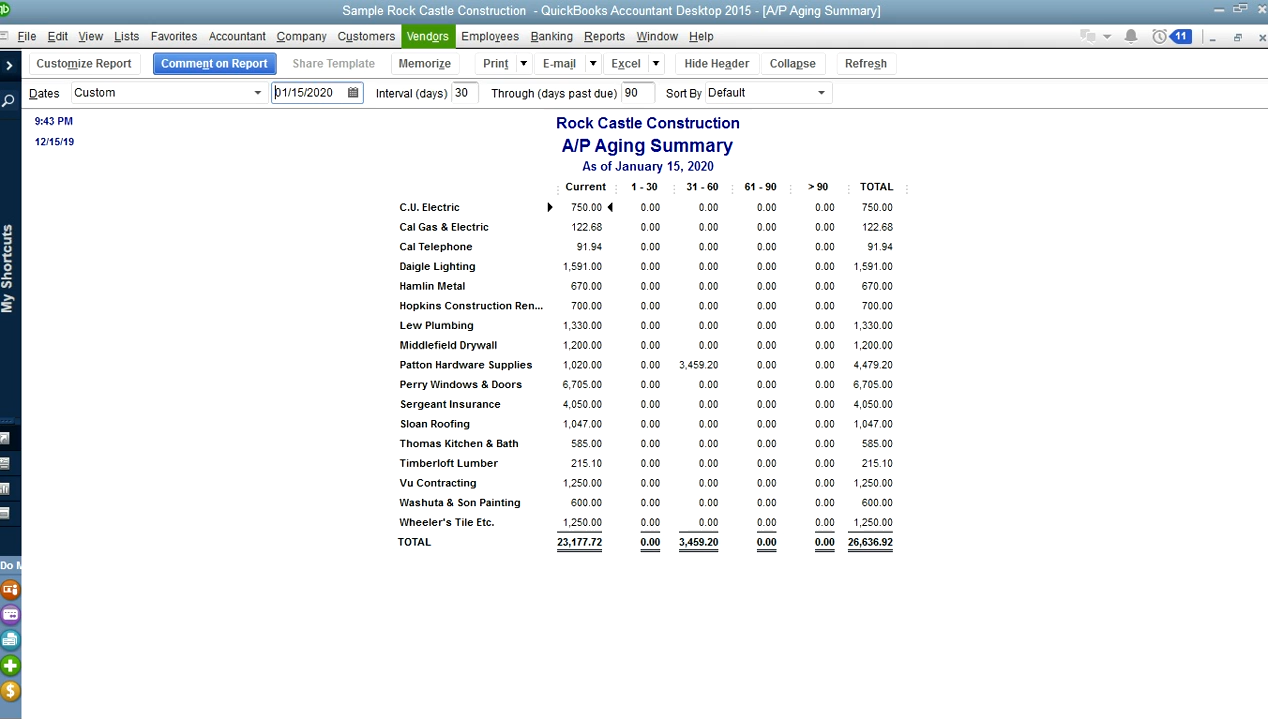 Sample Rock Castle Construction - QuickBooks Accountant Desktop 2015 - [A/P Aging Summary]
File Edit View Lists Favorites Accountant Company Customers Vendors Employees Banking Reports Window Help 11
Customize Report Comment on Report Share Template Memorize Print E-mail Excel Hide Header Collapse Refresh
Dates Custom 01/15/2020 Interval (days) 30 Through (days past due) 90 Sort By Default
9:43 PM
12/15/19
Rock Castle Construction
A/P Aging Summary
As of January 15, 2020
Current 1 - 30 31 - 60 61 - 90 > 90 TOTAL
C.U. Electric 750.00 0.00 0.00 0.00 0.00 750.00
Cal Gas & Electric 122.68 0.00 0.00 0.00 0.00 122.68
Cal Telephone 91.94 0.00 0.00 0.00 0.00 91.94
Daigle Lighting 1,591.00 0.00 0.00 0.00 0.00 1,591.00
Hamlin Metal 670.00 0.00 0.00 0.00 0.00 670.00
Hopkins Construction Ren... 700.00 0.00 0.00 0.00 0.00 700.00
Lew Plumbing 1,330.00 0.00 0.00 0.00 0.00 1,330.00
Middlefield Drywall 1,200.00 0.00 0.00 0.00 0.00 1,200.00
Patton Hardware Supplies 1,020.00 0.00 3,459.20 0.00 0.00 4,479.20
Perry Windows & Doors 6,705.00 0.00 0.00 0.00 0.00 6,705.00
Sergeant Insurance 4,050.00 0.00 0.00 0.00 0.00 4,050.00
Sloan Roofing 1,047.00 0.00 0.00 0.00 0.00 1,047.00
Thomas Kitchen & Bath 585.00 0.00 0.00 0.00 0.00 585.00
Timberloft Lumber 215.10 0.00 0.00 0.00 0.00 215.10
Vu Contracting 1,250.00 0.00 0.00 0.00 0.00 1,250.00
Washuta & Son Painting 600.00 0.00 0.00 0.00 0.00 600.00
Wheeler's Tile Etc. 1,250.00 0.00 0.00 0.00 0.00 1,250.00
TOTAL 23,177.72 0.00 3,459.20 0.00 0.00 26,636.92
My Shortcuts
Do M